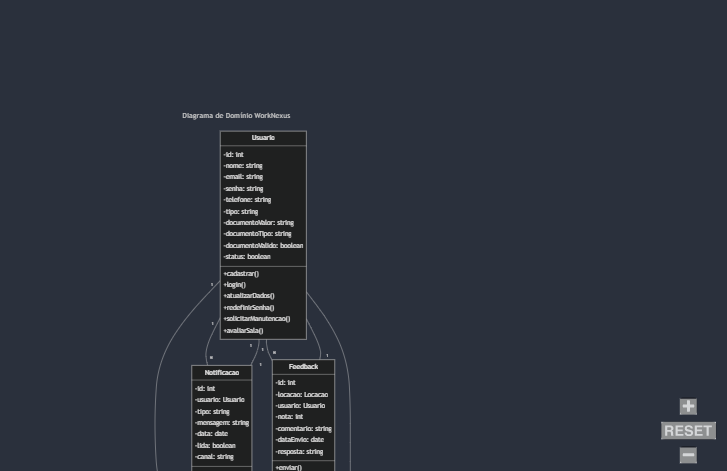 Diagrama de Domínio WorkNexus
Usuario
-id: int
-nome: string
-email: string
-senha: string
-telefone: string
-tipo: string
-documentoValor: string
-documentoTipo: string
-documentoValido: boolean
-status: boolean
+cadastrar()
+login()
+atualizarDados()
+redefinirSenha()
+solicitarManutencao()
+avaliarSala()
1
1
1
1
1
1
Notificacao
-id: int
-usuario: Usuario
-tipo: string
-mensagem: string
-data: date
-lida: boolean
-canal: string
Feedback
-id: int
-locacao: Locacao
-usuario: Usuario
-nota: int
-comentario: string
-dataEnvio: date
-resposta: string
+enviar()
+
RESET
−